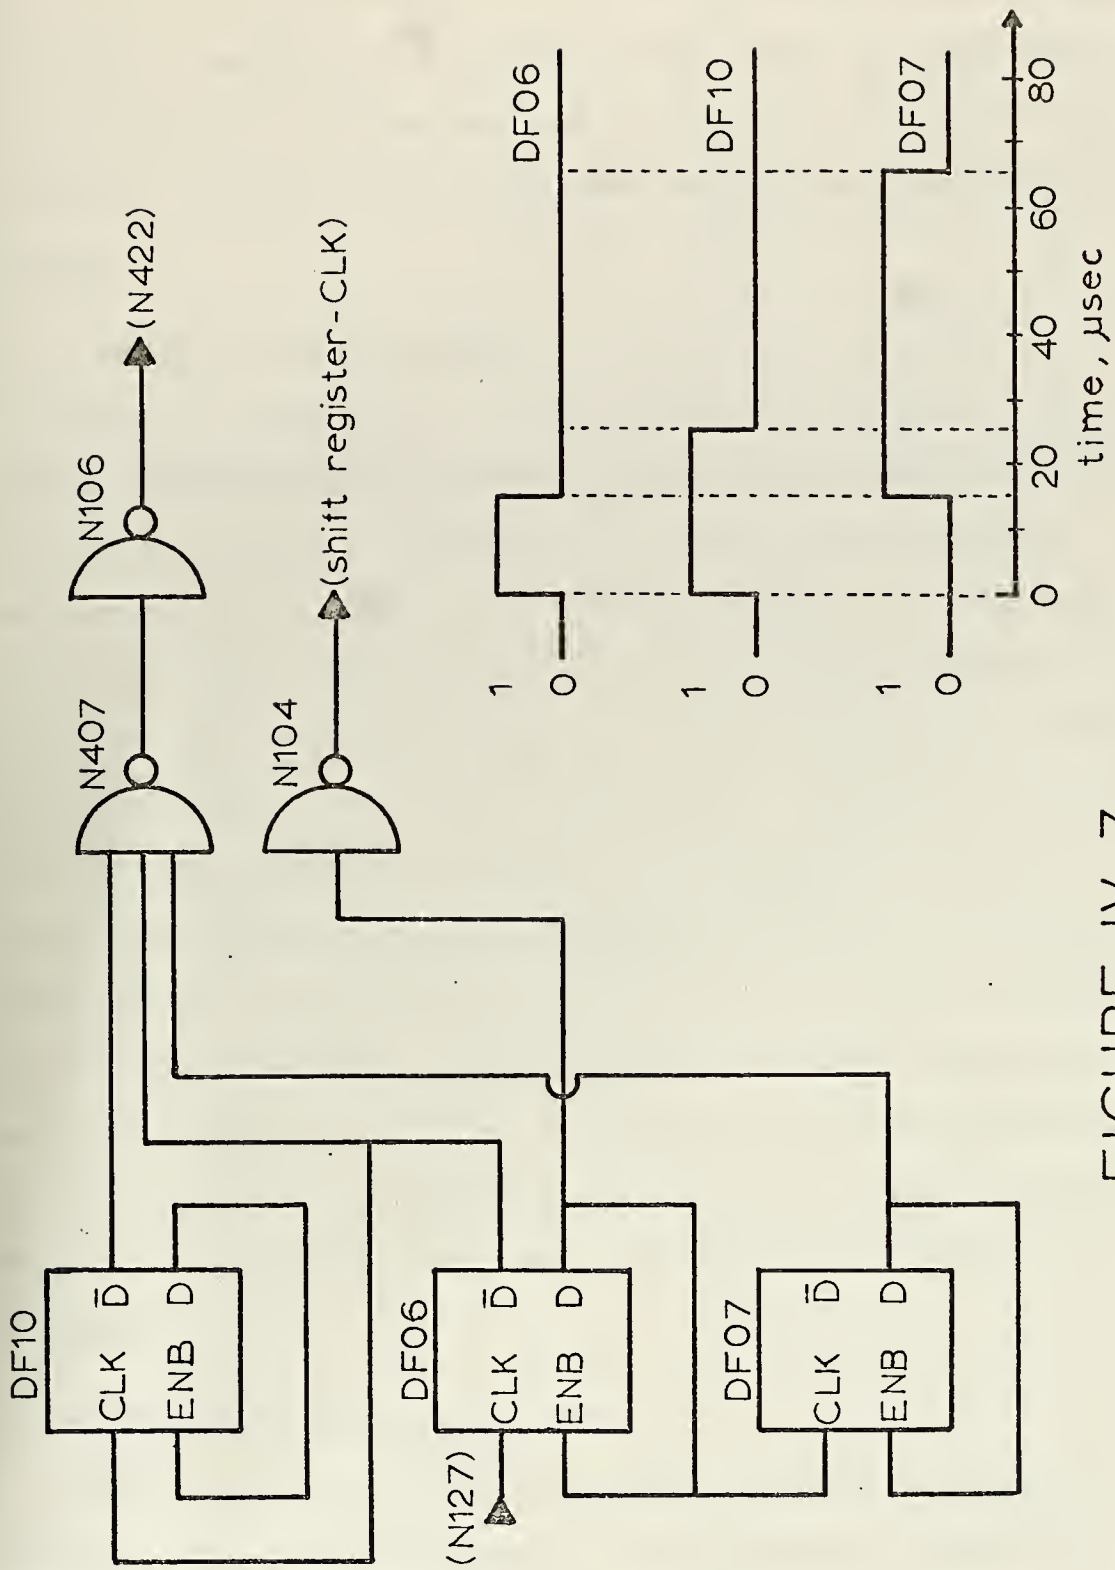 DF10
CLK D̅
ENB D
DF06
CLK D̅
ENB D
DF07
CLK D̅
ENB D
(N127)
N407
N106
(N422)
N104
(shift register-CLK)
1
0
DF06
1
0
DF10
1
0
DF07
0 20 40 60 80
time, μsec
FIGURE IV